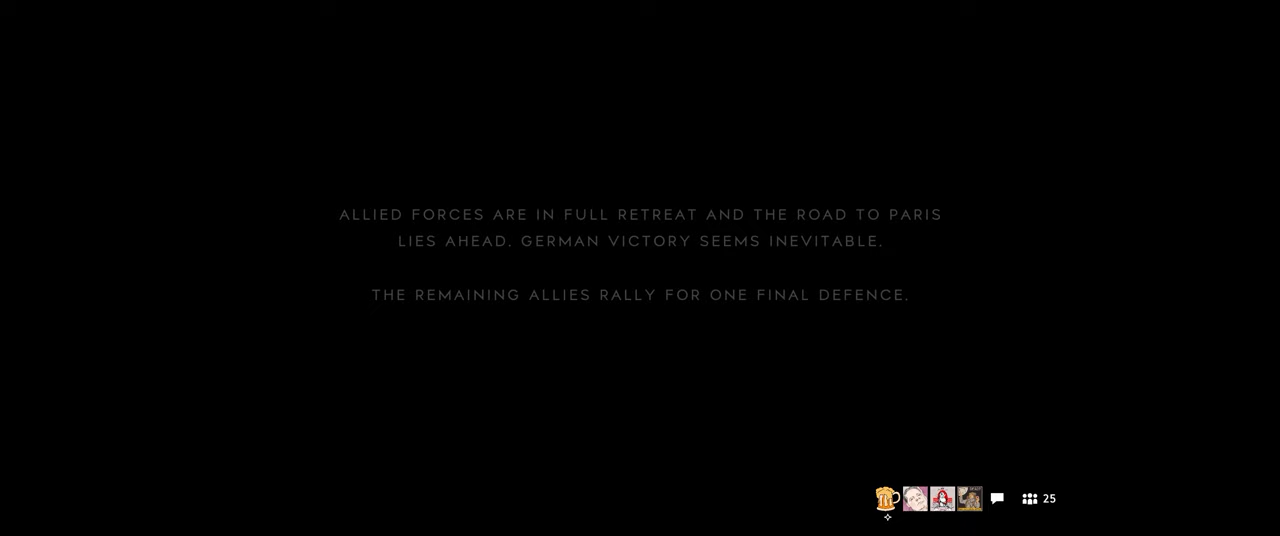 ALLIED FORCES ARE IN FULL RETREAT AND THE ROAD TO PARIS
LIES AHEAD. GERMAN VICTORY SEEMS INEVITABLE.
THE REMAINING ALLIES RALLY FOR ONE FINAL DEFENCE.
25